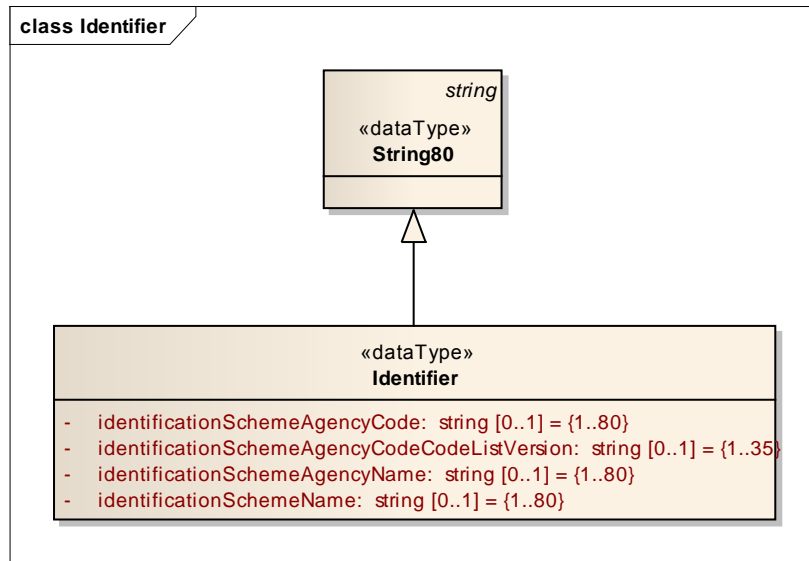 class Identifier
string
«dataType»
String80
«dataType»
Identifier
- identificationSchemeAgencyCode: string [0..1] = {1..80}
- identificationSchemeAgencyCodeCodeListVersion: string [0..1] = {1..35}
- identificationSchemeAgencyName: string [0..1] = {1..80}
- identificationSchemeName: string [0..1] = {1..80}